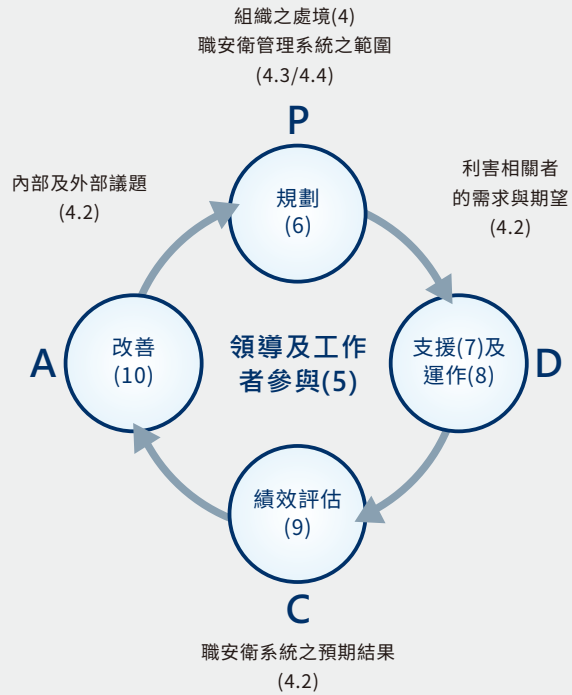 組織之處境(4)
職安衛管理系統之範圍
(4.3/4.4)
P
內部及外部議題
(4.2)
規劃
(6)
利害相關者
的需求與期望
(4.2)
A
改善
(10)
領導及工作
者參與(5)
支援(7)及
運作(8)
D
績效評估
(9)
C
職安衛系統之預期結果
(4.2)